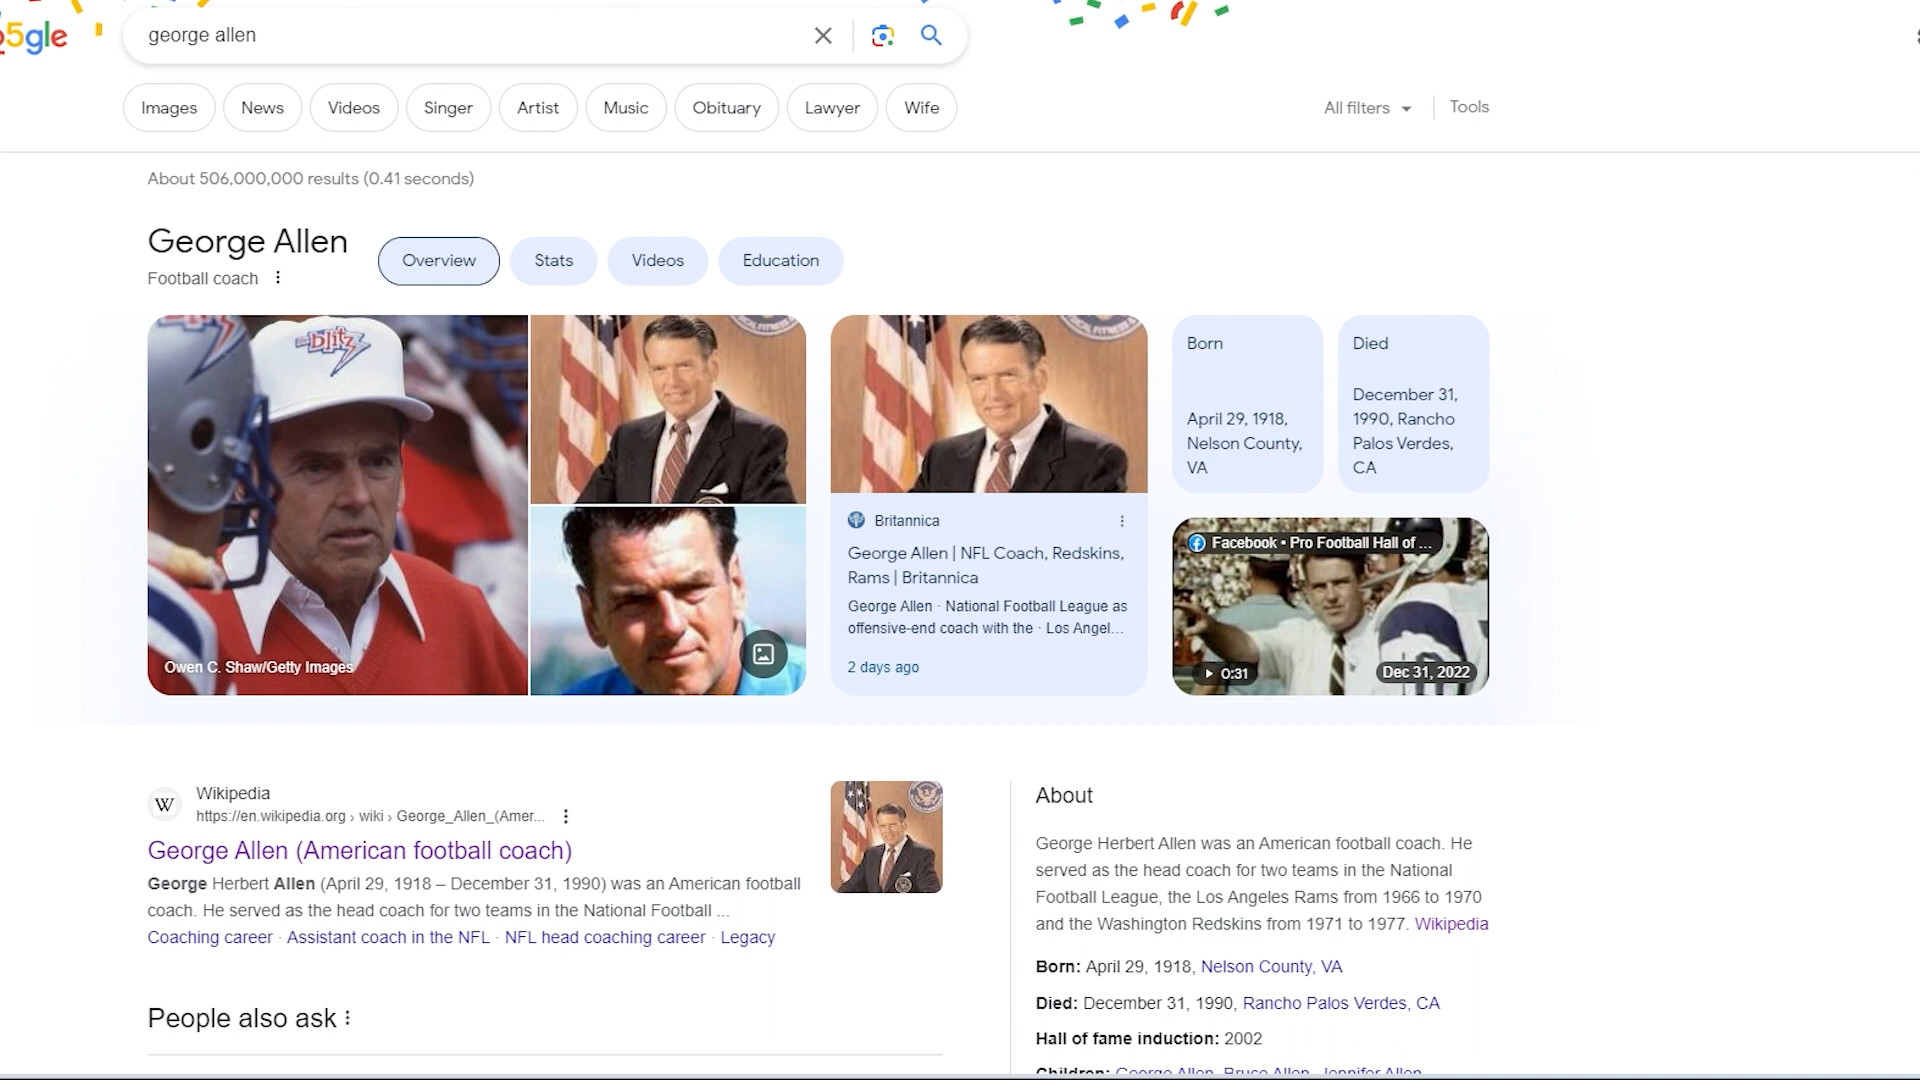 25gle
george allen
Images
News
Videos
Singer
Artist
Music
Obituary
Lawyer
Wife
All filters
Tools
About 506,000,000 results (0.41 seconds)
George Allen
Football coach
Overview
Stats
Videos
Education
blitz
Owen C. Shaw/Getty Images
Britannica
George Allen | NFL Coach, Redskins,
Rams | Britannica
George Allen · National Football League as
offensive-end coach with the · Los Angel...
2 days ago
Born
April 29, 1918,
Nelson County,
VA
Died
December 31,
1990, Rancho
Palos Verdes,
CA
Facebook • Pro Football Hall of ...
0:31
Dec 31, 2022
W
Wikipedia
https://en.wikipedia.org › wiki › George_Allen_(Amer...
George Allen (American football coach)
George Herbert Allen (April 29, 1918 – December 31, 1990) was an American football
coach. He served as the head coach for two teams in the National Football ...
Coaching career · Assistant coach in the NFL · NFL head coaching career · Legacy
People also ask
About
George Herbert Allen was an American football coach. He
served as the head coach for two teams in the National
Football League, the Los Angeles Rams from 1966 to 1970
and the Washington Redskins from 1971 to 1977. Wikipedia
Born: April 29, 1918, Nelson County, VA
Died: December 31, 1990, Rancho Palos Verdes, CA
Hall of fame induction: 2002
Children: George Allen, Bruce Allen, Jennifer Allen